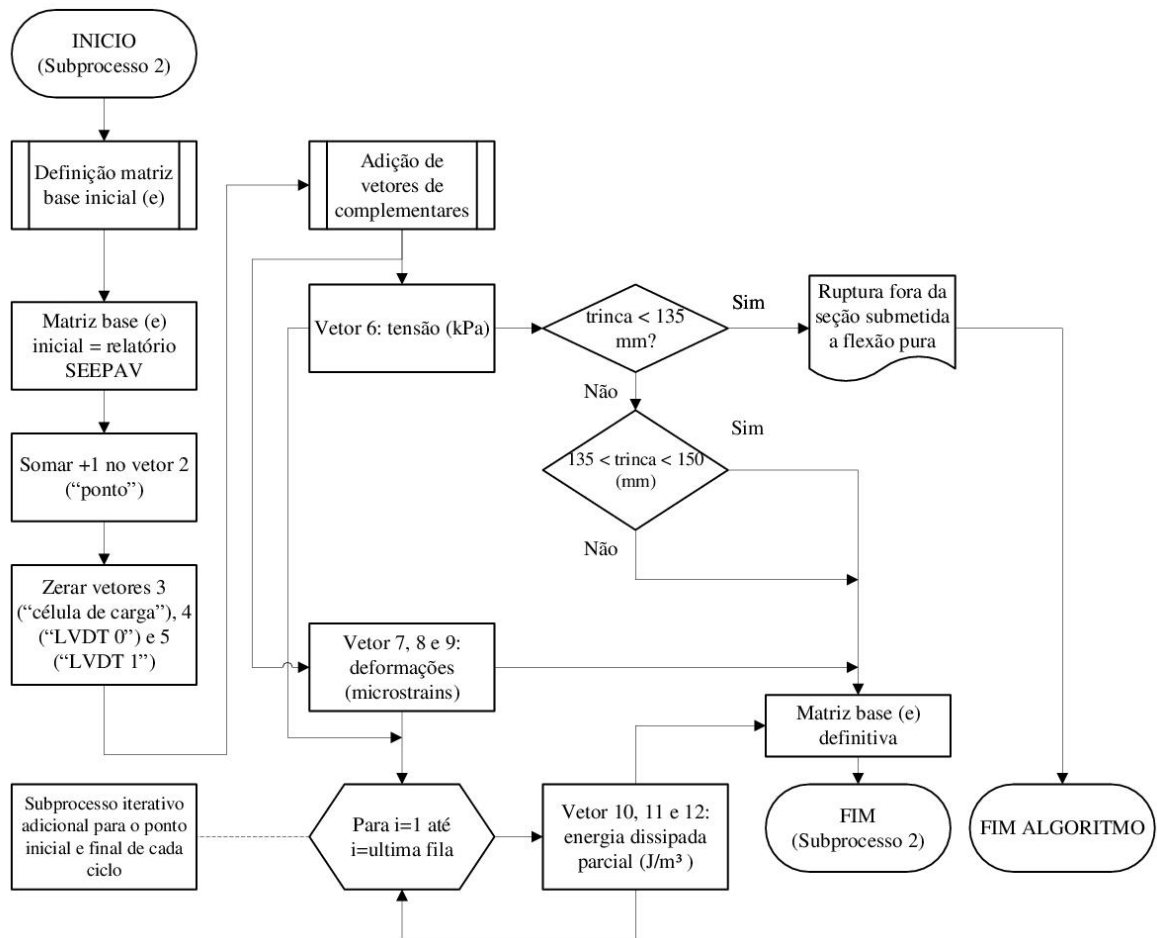 INICIO
(Subprocesso 2)
Definição matriz
base inicial (e)
Matriz base (e)
inicial = relatório
SEEPAV
Somar +1 no vetor 2
(“ponto”)
Zerar vetores 3
(“célula de carga”), 4
(“LVDT 0”) e 5
(“LVDT 1”)
Adição de
vetores de
complementares
Vetor 6: tensão (kPa)
trinca < 135
mm?
Sim
Ruptura fora da
seção submetida
a flexão pura
Não
135 < trinca < 150
(mm)
Sim
Não
Vetor 7, 8 e 9:
deformações
(microstrains)
Matriz base (e)
definitiva
Subprocesso iterativo
adicional para o ponto
inicial e final de cada
ciclo
Para i=1 até
i=ultima fila
Vetor 10, 11 e 12:
energia dissipada
parcial (J/m³ )
FIM
(Subprocesso 2)
FIM ALGORITMO